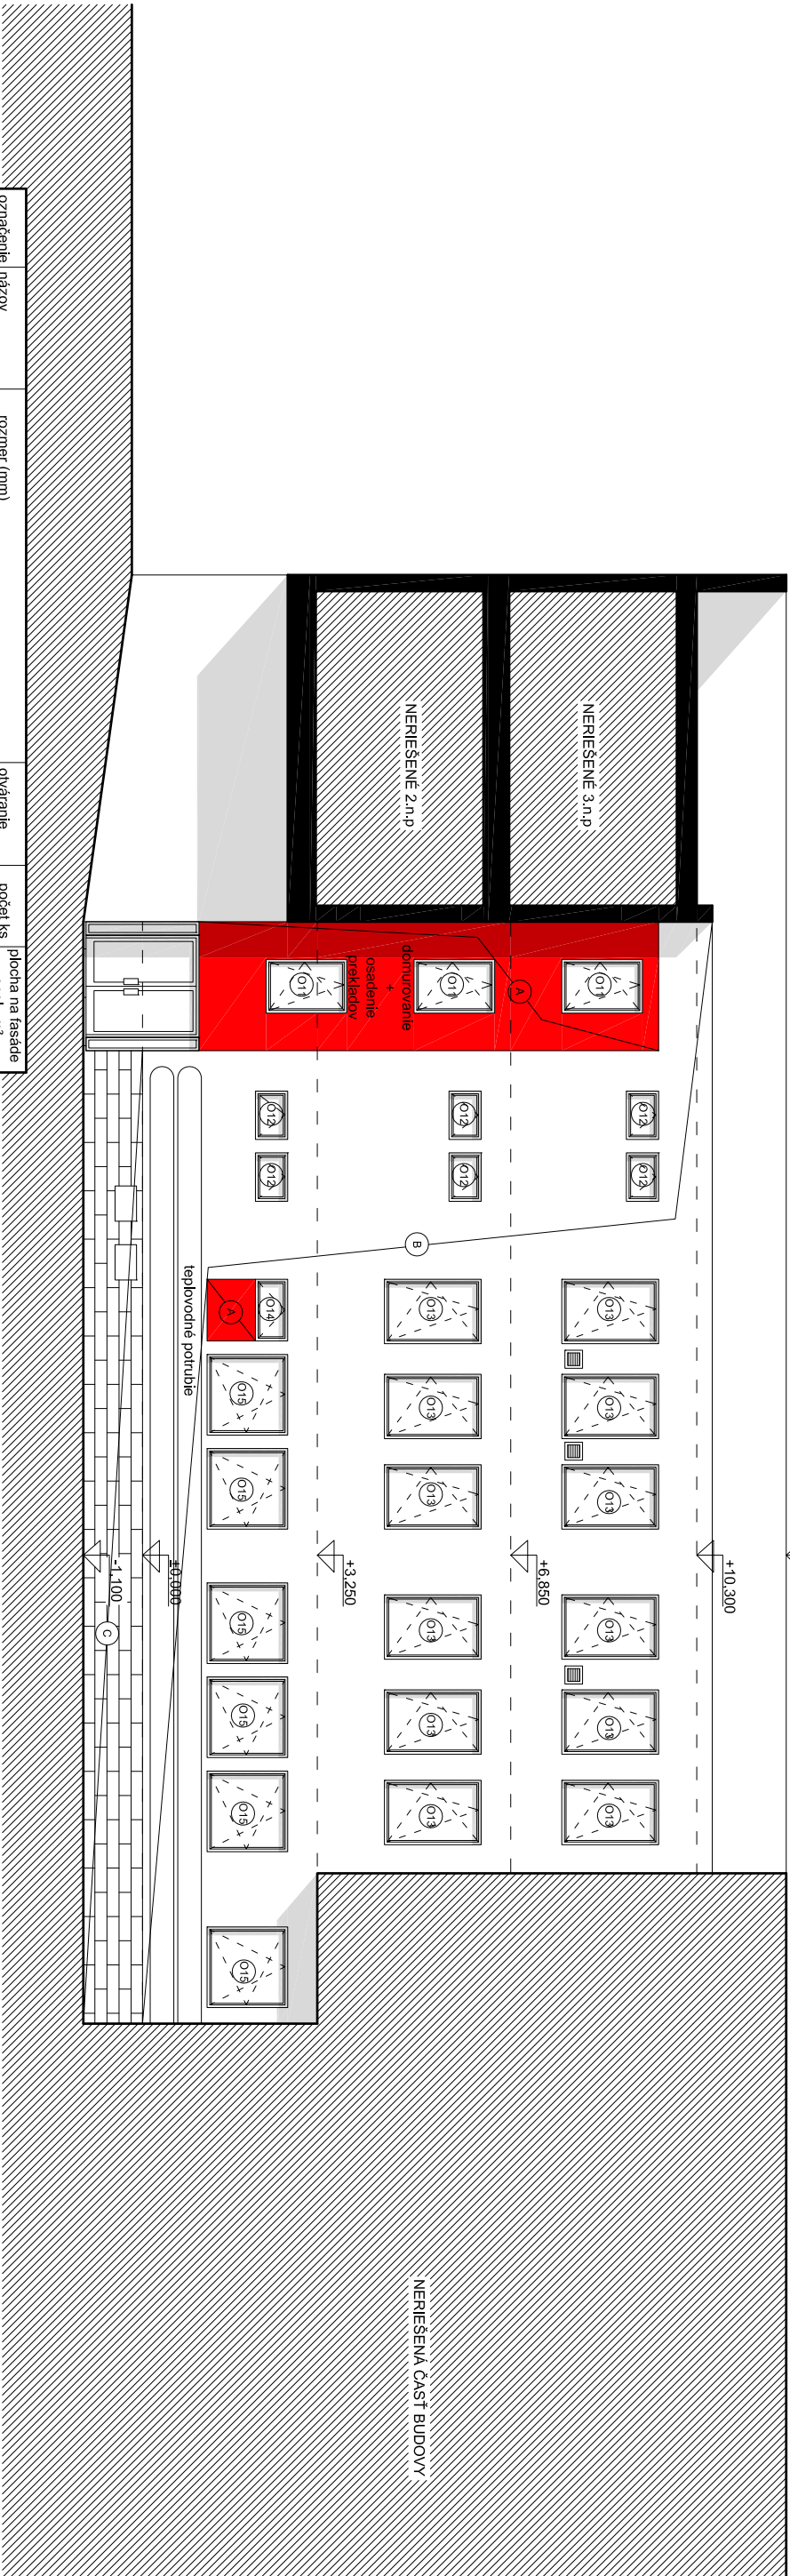 +10,300
+6,850
+3,250
±0,000
-1,100
NERIEŠENÉ 3.n.p
NERIEŠENÉ 2.n.p
O11
O11
O11
A
domurovanie
+
osadenie
prekladov
O12
O12
O12
O12
O12
O12
B
O13
O13
O13
O13
O13
O13
O13
O13
O13
O13
O13
O13
O14
A
O15
O15
O15
O15
O15
O15
teplovodné potrubie
C
NERIEŠENÁ ČASŤ BUDOVY
označenie
názov
rozmer (mm)
otváranie
počet ks
plocha na fasáde